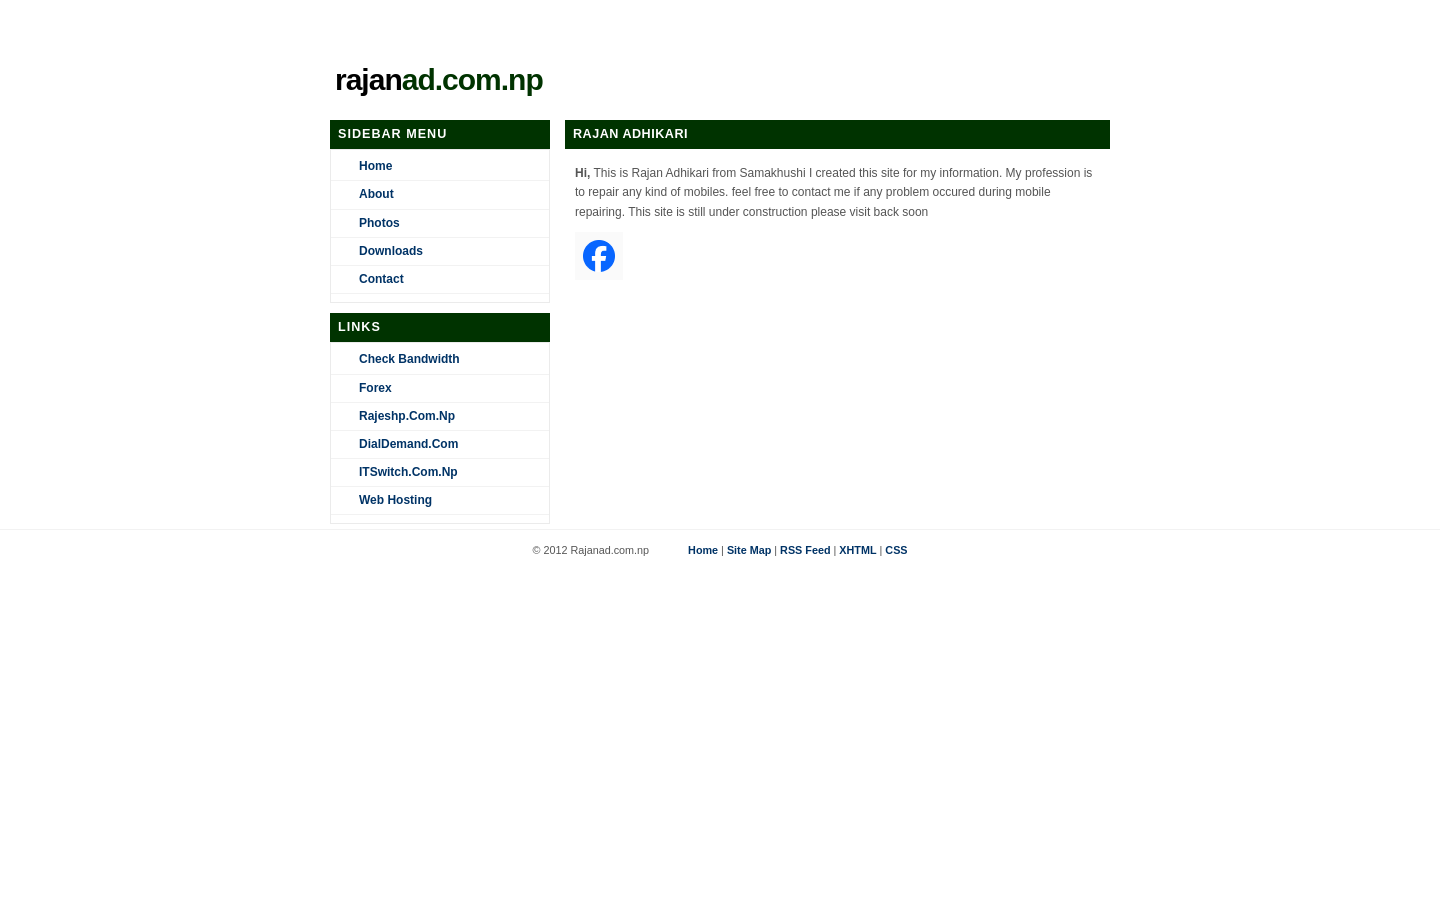 rajanad.com.np
SIDEBAR MENU
Home
About
Photos
Downloads
Contact
LINKS
Check Bandwidth
Forex
Rajeshp.Com.Np
DialDemand.Com
ITSwitch.Com.Np
Web Hosting
RAJAN ADHIKARI
Hi, This is Rajan Adhikari from Samakhushi I created this site for my information. My profession is
to repair any kind of mobiles. feel free to contact me if any problem occured during mobile
repairing. This site is still under construction please visit back soon
© 2012 Rajanad.com.np Home | Site Map | RSS Feed | XHTML | CSS